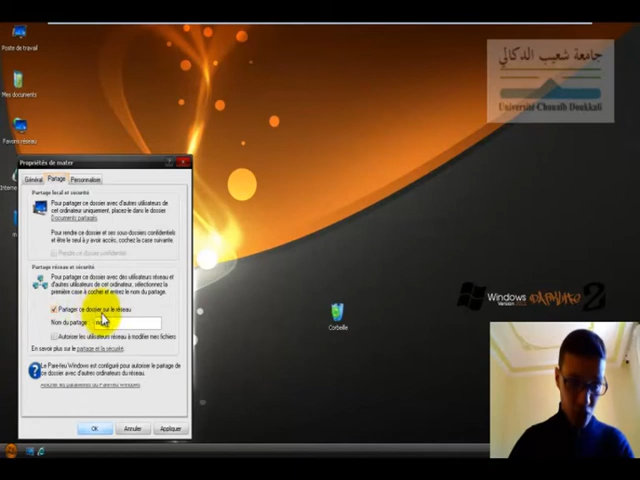 Poste de travail
Mes documents
Favoris réseau
جامعة شعيب الدكالي
Université Chouaib Doukkali
Propriétés de mater
Général
Partage
Personnaliser
Partage local et sécurité
Pour partager ce dossier avec d'autres utilisateurs de
cet ordinateur uniquement, placez-le dans le dossier
Documents partagés.
Pour rendre ce dossier et ses sous-dossiers confidentiels
et être le seul à y avoir accès, cochez la case suivante.
Rendre ce dossier confidentiel
Partage réseau et sécurité
Pour partager ce dossier avec des utilisateurs réseau et
d'autres utilisateurs de cet ordinateur, sélectionnez la
première case à cocher et entrez le nom du partage.
Partager ce dossier sur le réseau
Nom du partage :
Autoriser les utilisateurs réseau à modifier mes fichiers
En savoir plus sur le partage et la sécurité.
Le Pare-feu Windows est configuré pour autoriser le partage de
ce dossier avec d'autres ordinateurs du réseau.
OK
Annuler
Appliquer
Corbeille
Windows
2